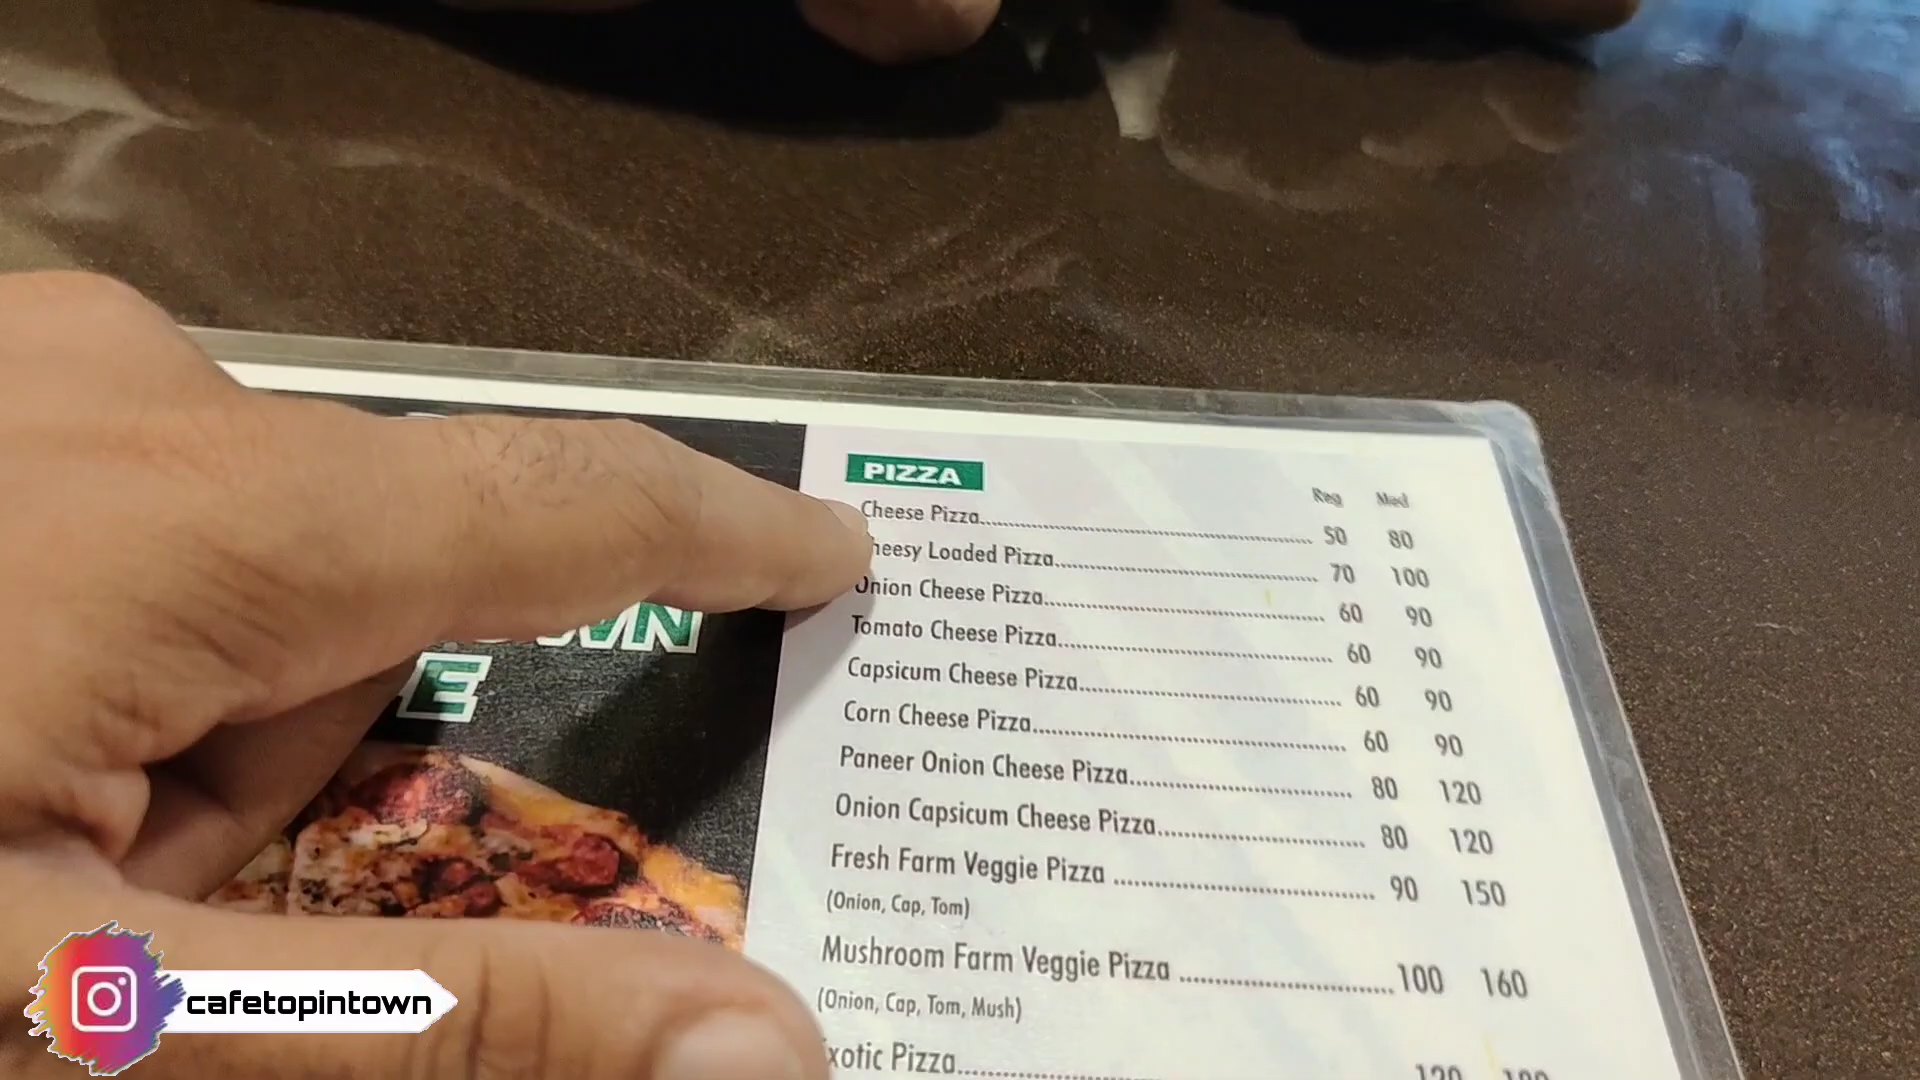 PIZZA
Reg Med
Cheese Pizza 50 80
heesy Loaded Pizza 70 100
Onion Cheese Pizza 60 90
Tomato Cheese Pizza 60 90
Capsicum Cheese Pizza 60 90
Corn Cheese Pizza 60 90
Paneer Onion Cheese Pizza 80 120
Onion Capsicum Cheese Pizza 80 120
Fresh Farm Veggie Pizza 90 150
(Onion, Cap, Tom)
Mushroom Farm Veggie Pizza 100 160
(Onion, Cap, Tom, Mush)
xotic Pizza
cafetopintown